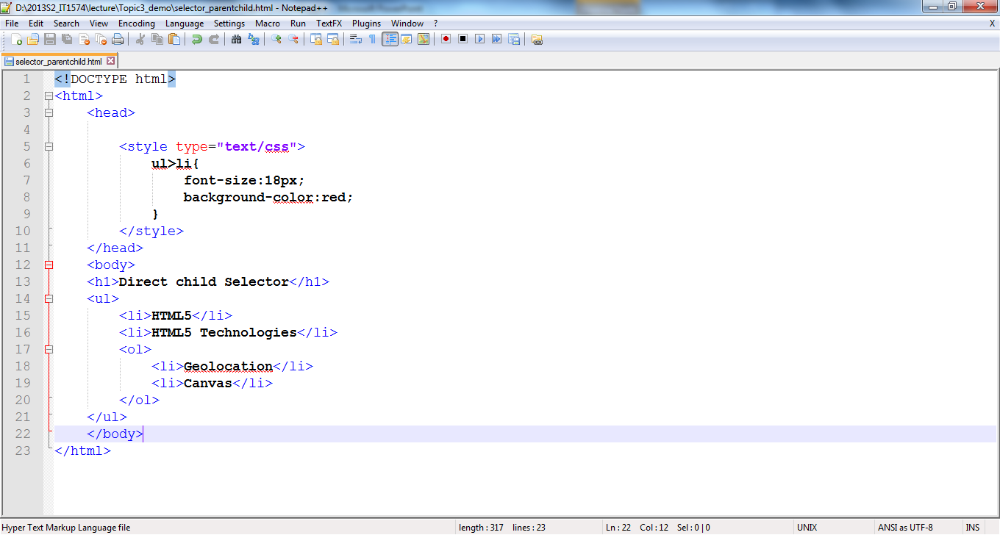 D:\2013S2_IT1574\lecture\Topic3_demo\selector_parentchild.html - Notepad++
File Edit Search View Encoding Language Settings Macro Run TextFX Plugins Window ? X
selector_parentchild.html
1 <!DOCTYPE html>
2 <html>
3 <head>
4
5 <style type="text/css">
6 ul>li{
7 font-size:18px;
8 background-color:red;
9 }
10 </style>
11 </head>
12 <body>
13 <h1>Direct child Selector</h1>
14 <ul>
15 <li>HTML5</li>
16 <li>HTML5 Technologies</li>
17 <ol>
18 <li>Geolocation</li>
19 <li>Canvas</li>
20 </ol>
21 </ul>
22 </body>
23 </html>
Hyper Text Markup Language file length : 317 lines : 23 Ln : 22 Col : 12 Sel : 0 | 0 UNIX ANSI as UTF-8 INS